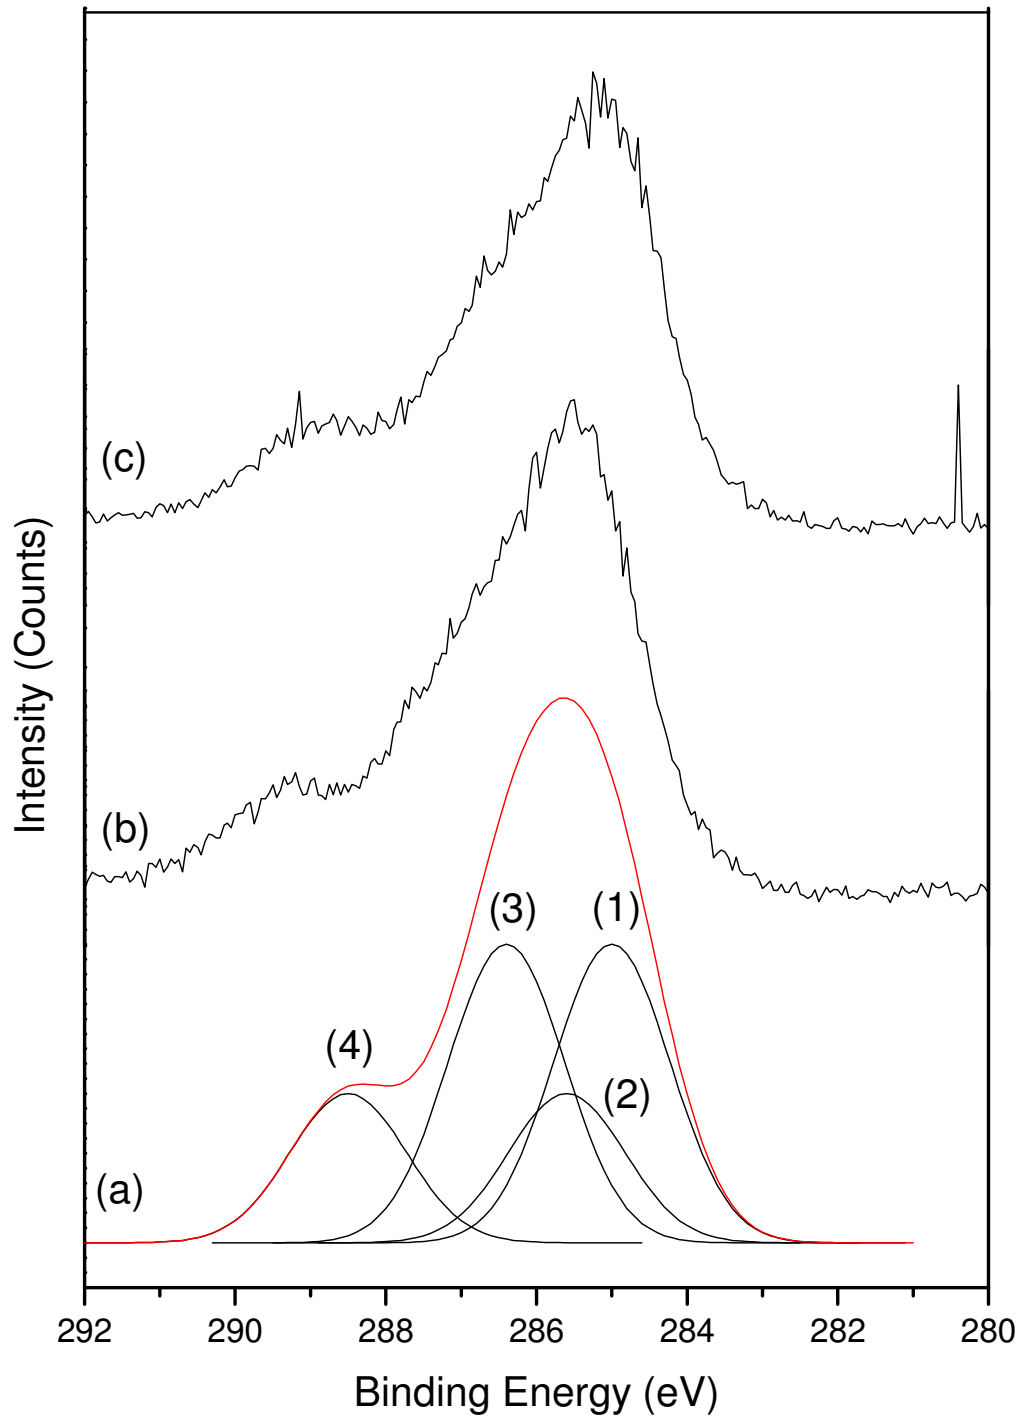 (c)
(b)
(3)
(1)
(4)
(2)
(a)
Intensity (Counts)
292 290 288 286 284 282 280
Binding Energy (eV)